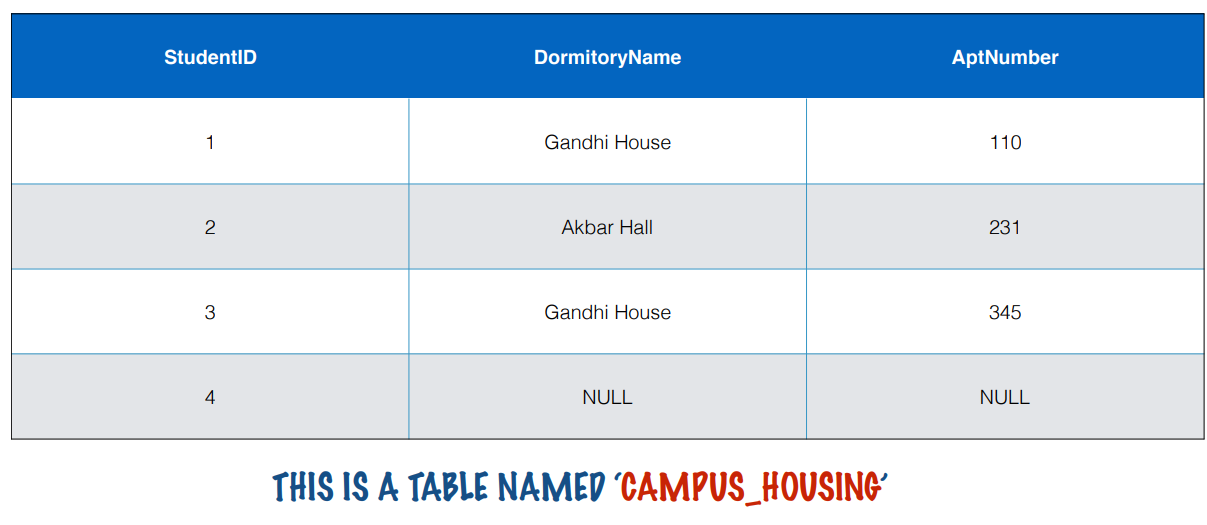 StudentID DormitoryName AptNumber
1 Gandhi House 110
2 Akbar Hall 231
3 Gandhi House 345
4 NULL NULL
THIS IS A TABLE NAMED ‘CAMPUS_HOUSING’